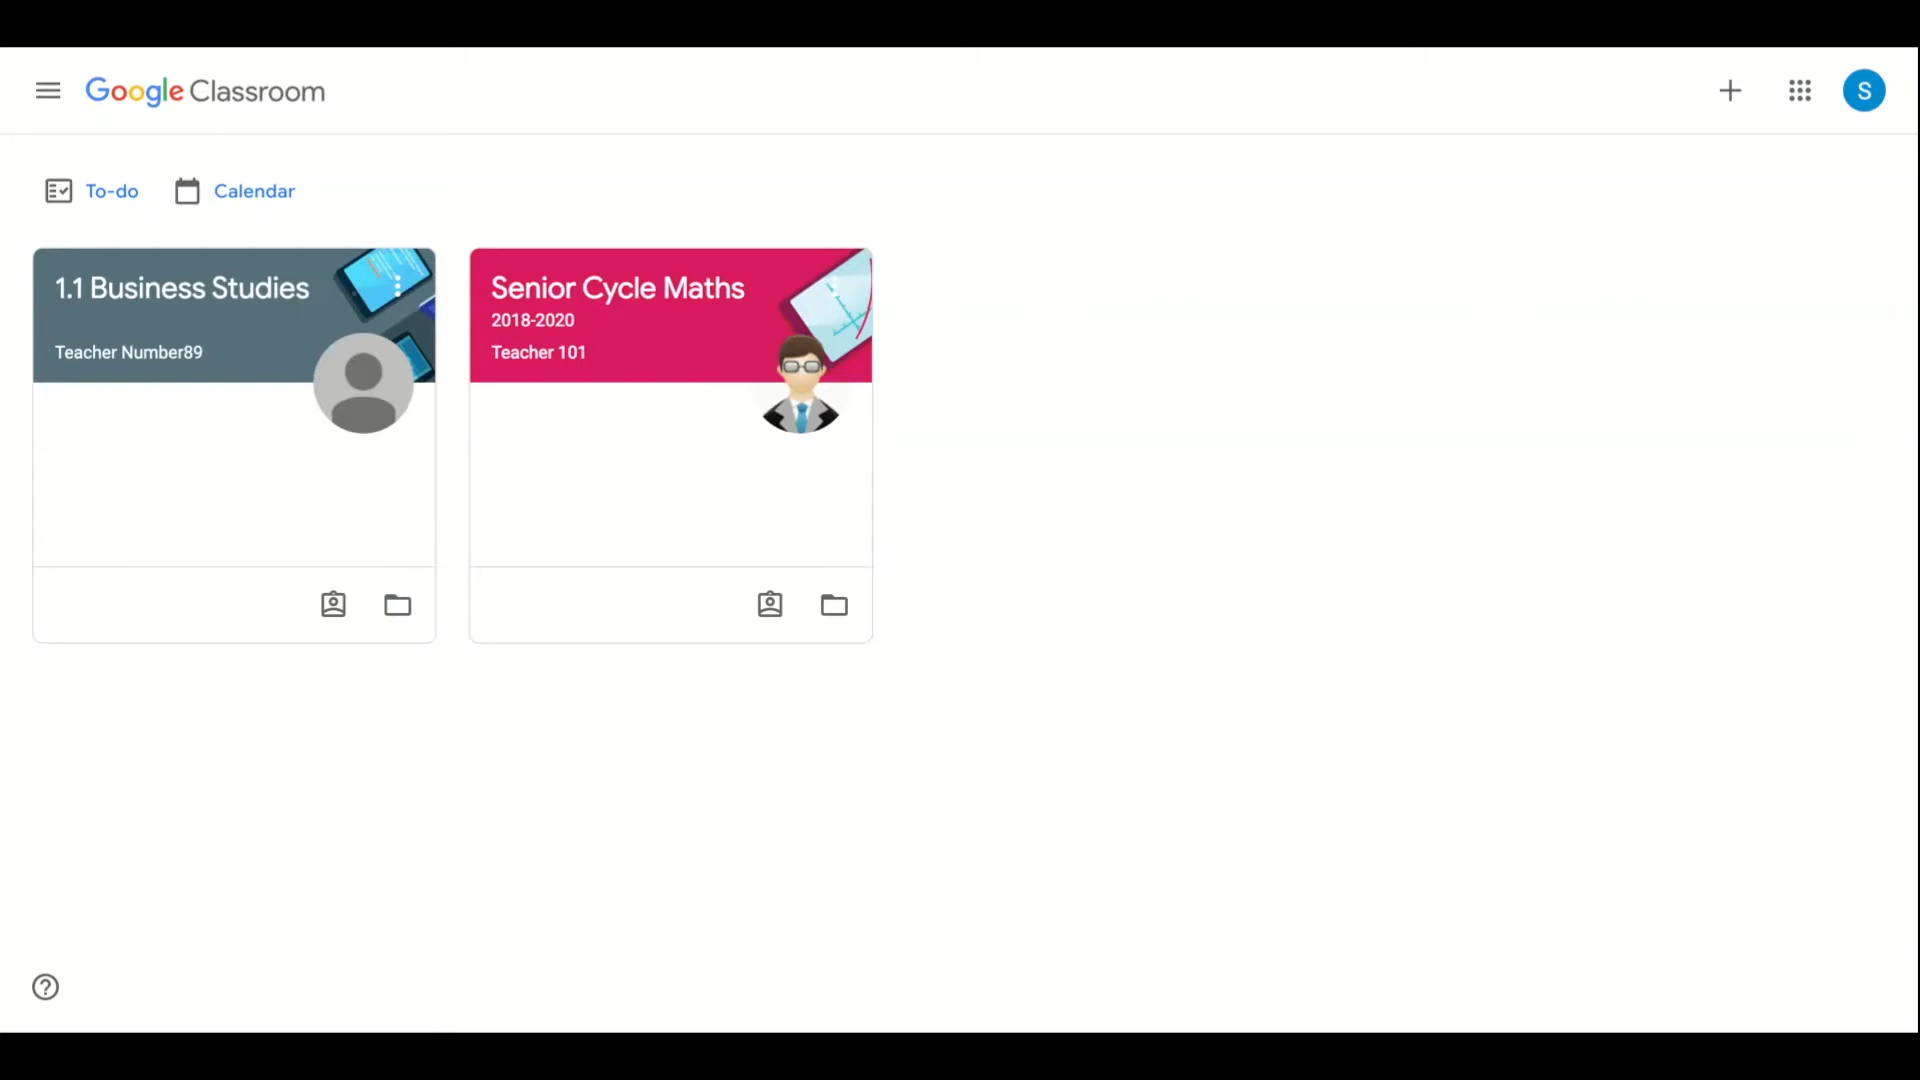 Google Classroom
S
To-do
Calendar
1.1 Business Studies
Teacher Number89
Senior Cycle Maths
2018-2020
Teacher 101